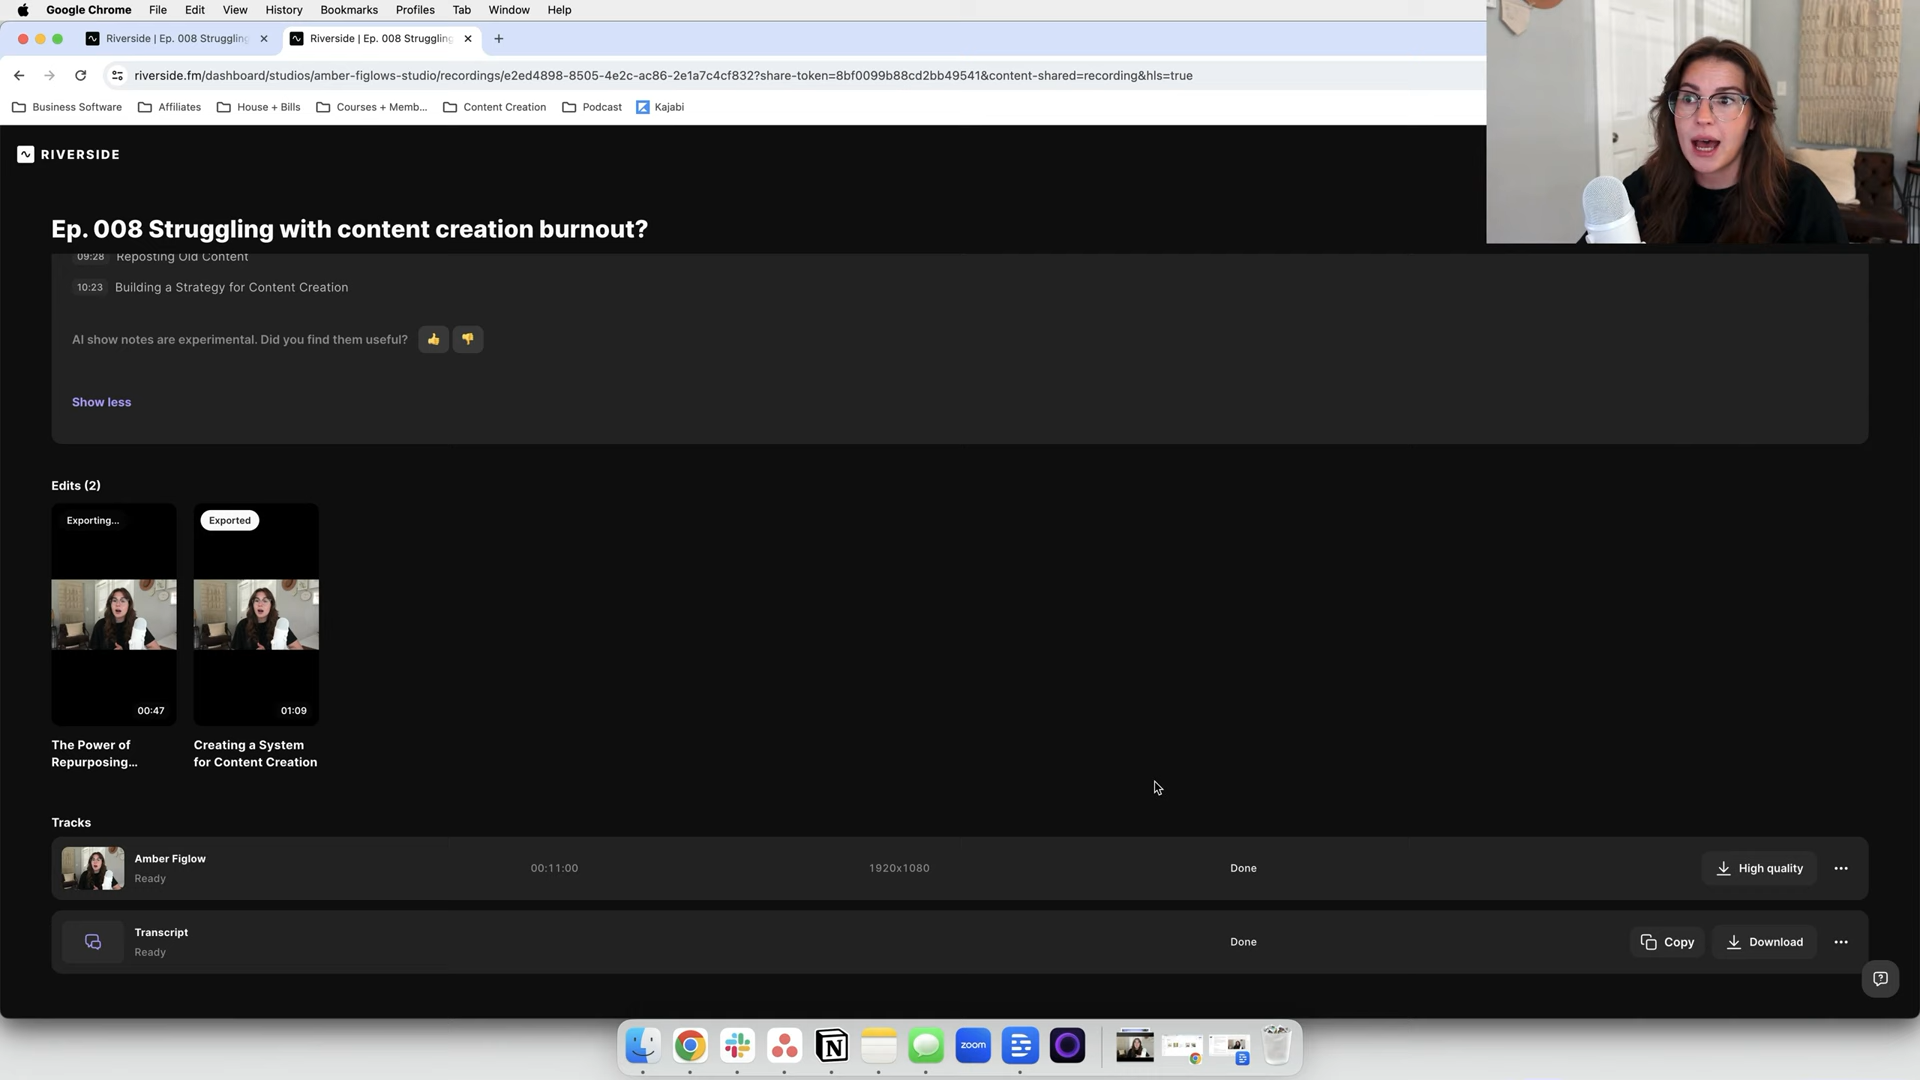 Google Chrome File Edit View History Bookmarks Profiles Tab Window Help
Riverside | Ep. 008 Struggling
Riverside | Ep. 008 Struggling
riverside.fm/dashboard/studios/amber-figlows-studio/recordings/e2ed4898-8505-4e2c-ac86-2e1a7c4cf832?share-token=8bf0099b88cd2bb49541&content-shared=recording&hls=true
Business Software Affiliates House + Bills Courses + Memb... Content Creation Podcast Kajabi
RIVERSIDE
Ep. 008 Struggling with content creation burnout?
09:28 Reposting Old Content
10:23 Building a Strategy for Content Creation
AI show notes are experimental. Did you find them useful?
Show less
Edits (2)
Exporting...
00:47
The Power of
Repurposing...
Exported
01:09
Creating a System
for Content Creation
Tracks
Amber Figlow
Ready
00:11:00
1920x1080
Done
High quality
Transcript
Ready
Done
Copy
Download
zoom